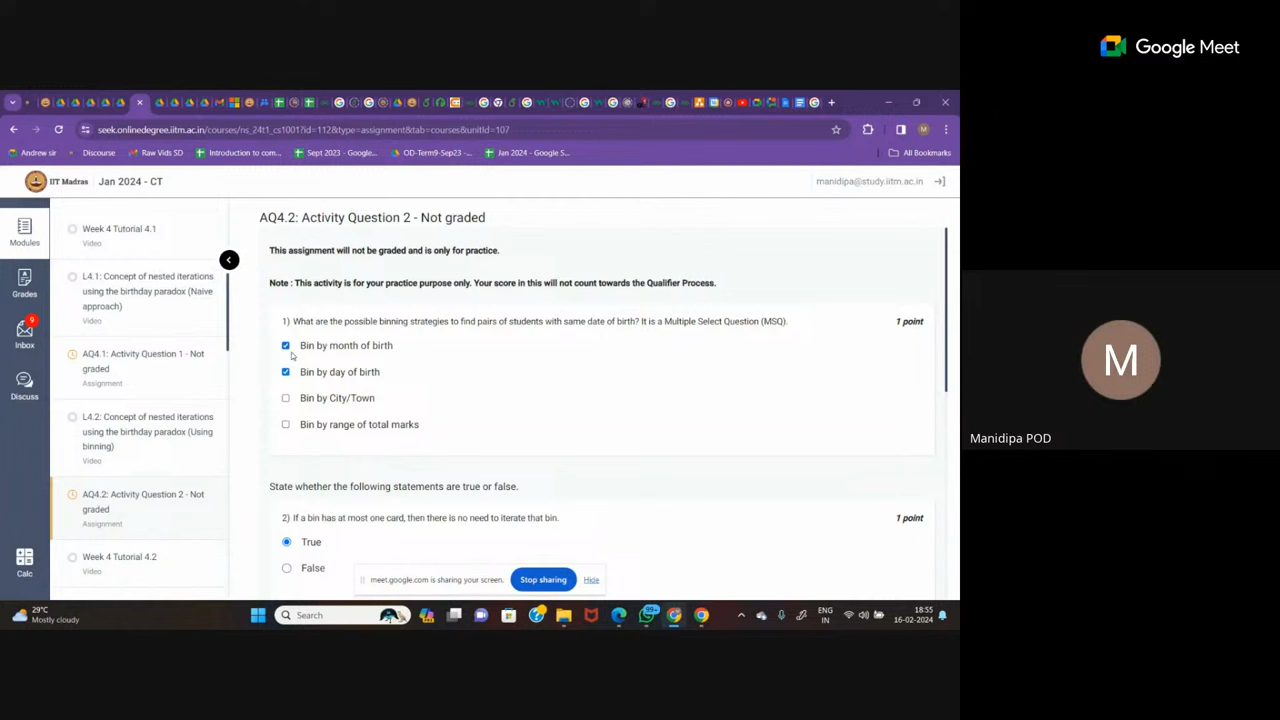 Google Meet
seek.onlinedegree.iitm.ac.in/courses/ns_24t1_cs1001?id=112&type=assignment&tab=courses&unitId=107
Andrew sir
Discourse
Raw Vids SD
Introduction to com...
Sept 2023 - Google...
OD-Term9-Sep23 -...
Jan 2024 - Google S...
All Bookmarks
IIT Madras
Jan 2024 - CT
manidipa@study.iitm.ac.in
Modules
Grades
9
Inbox
Discuss
Calc
Week 4 Tutorial 4.1
Video
L4.1: Concept of nested iterations
using the birthday paradox (Naive
approach)
Video
AQ4.1: Activity Question 1 - Not
graded
Assignment
L4.2: Concept of nested iterations
using the birthday paradox (Using
binning)
Video
AQ4.2: Activity Question 2 - Not
graded
Assignment
Week 4 Tutorial 4.2
Video
AQ4.2: Activity Question 2 - Not graded
This assignment will not be graded and is only for practice.
Note : This activity is for your practice purpose only. Your score in this will not count towards the Qualifier Process.
1) What are the possible binning strategies to find pairs of students with same date of birth? It is a Multiple Select Question (MSQ).
1 point
Bin by month of birth
Bin by day of birth
Bin by City/Town
Bin by range of total marks
State whether the following statements are true or false.
2) If a bin has at most one card, then there is no need to iterate that bin.
1 point
True
False
meet.google.com is sharing your screen.
Stop sharing
Hide
29°C
Mostly cloudy
Search
99+
ENG
IN
18:55
16-02-2024
M
Manidipa POD